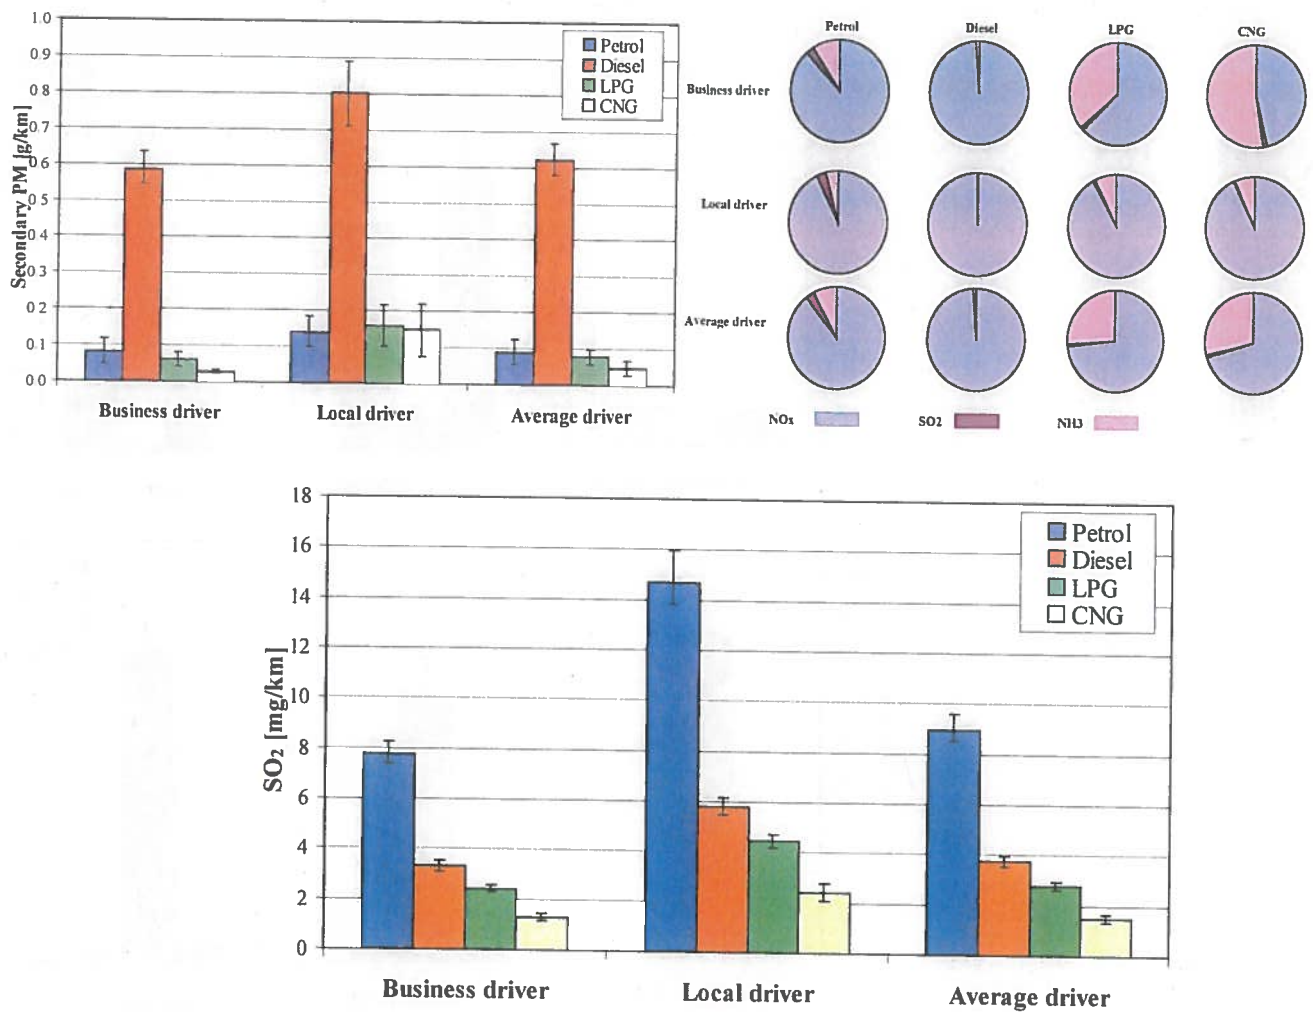 1.0
0.9
0.8
0.7
0.6
0.5
0.4
0.3
0.2
0.1
0.0
Secondary PM [g/km]
Petrol
Diesel
LPG
CNG
Business driver
Local driver
Average driver
Petrol
Diesel
LPG
CNG
Business driver
Local driver
Average driver
NOx
SO2
NH3
18
16
14
12
10
8
6
4
2
0
SO₂ [mg/km]
Petrol
Diesel
LPG
CNG
Business driver
Local driver
Average driver